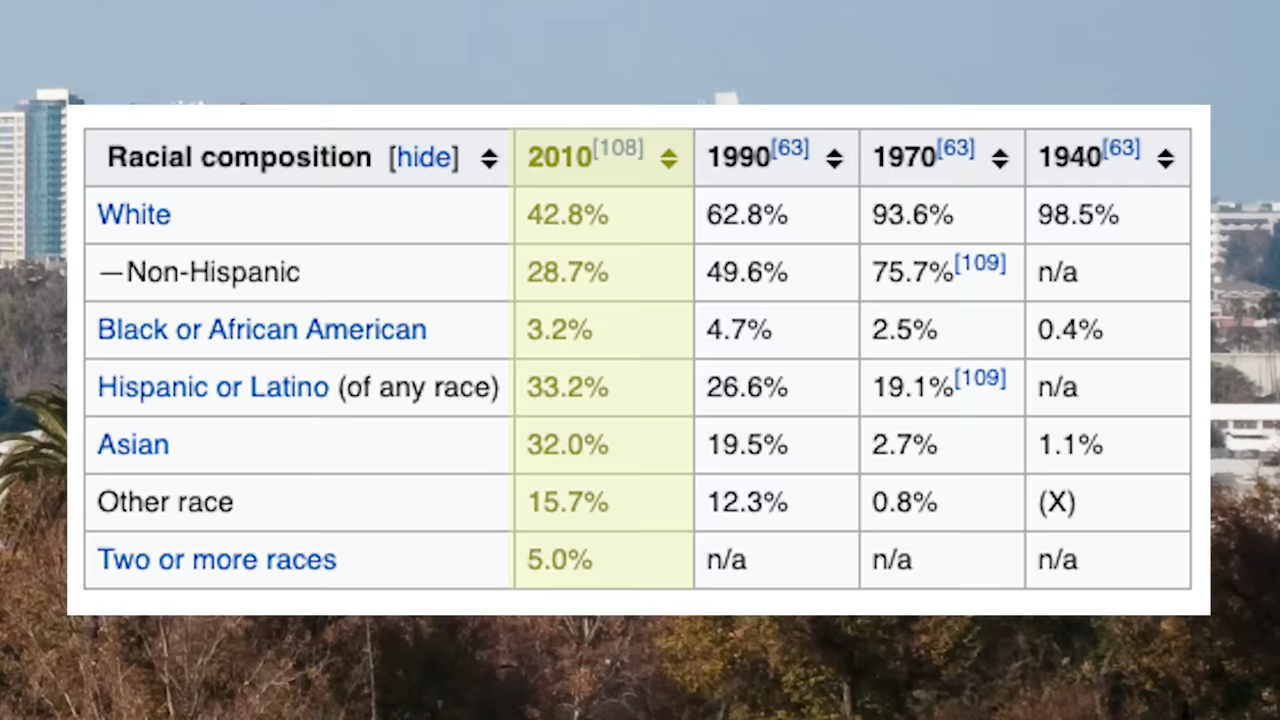 Racial composition [hide] 2010[108] 1990[63] 1970[63] 1940[63]
White 42.8% 62.8% 93.6% 98.5%
—Non-Hispanic 28.7% 49.6% 75.7%[109] n/a
Black or African American 3.2% 4.7% 2.5% 0.4%
Hispanic or Latino (of any race) 33.2% 26.6% 19.1%[109] n/a
Asian 32.0% 19.5% 2.7% 1.1%
Other race 15.7% 12.3% 0.8% (X)
Two or more races 5.0% n/a n/a n/a